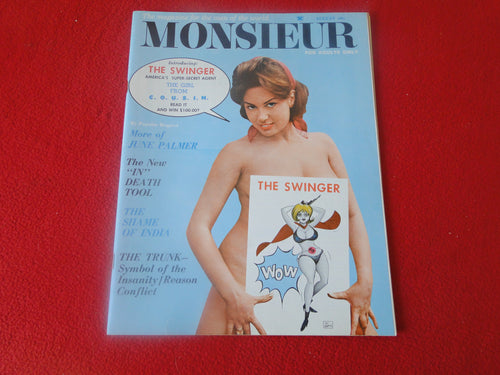 The magazine for the man of the world
MONSIEUR
FOR ADULTS ONLY
Introducing:
THE SWINGER
AMERICA'S SUPER-SECRET AGENT
THE GIRL
FROM
C. O. U. S. I. N.
READ IT
AND WIN $100.00?
More of
JUNE PALMER
The New
"IN"
DEATH
TOOL
THE
SHAME
OF INDIA
THE TRUNK—
Symbol of the
Insanity/Reason
Conflict
THE SWINGER
WOW